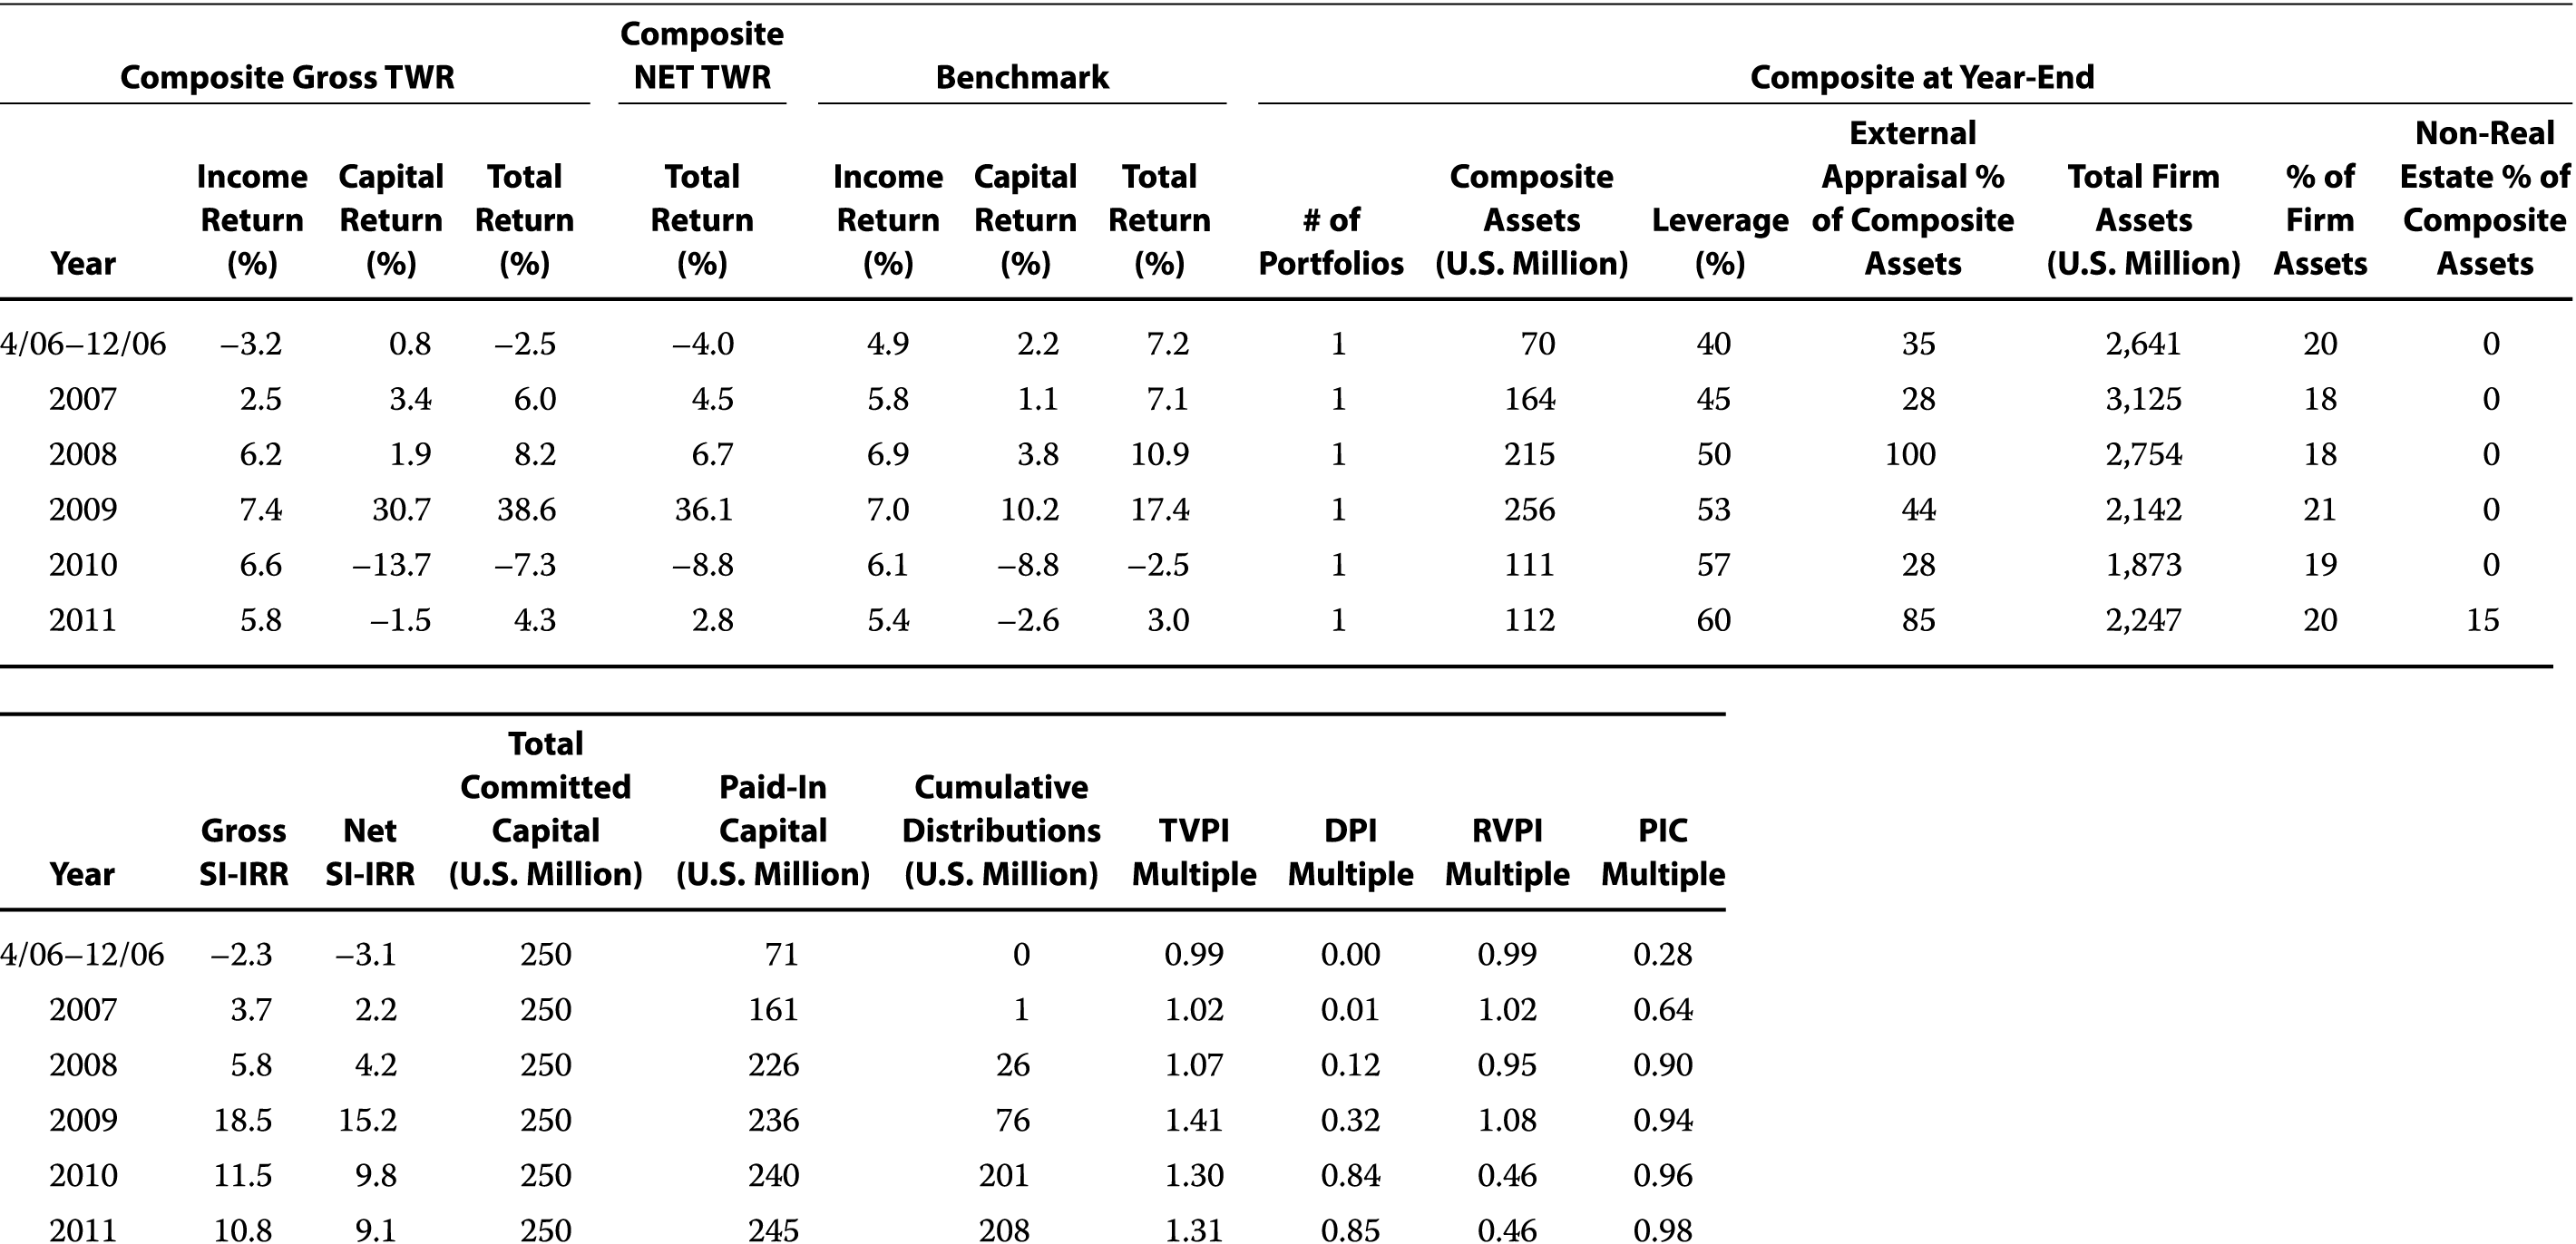 Composite
Composite Gross TWR NET TWR Benchmark Composite at Year-End
External Non-Real
Income Capital Total Total Income Capital Total Composite Appraisal % Total Firm % of Estate % of
Return Return Return Return Return Return Return # of Assets Leverage of Composite Assets Firm Composite
Year (%) (%) (%) (%) (%) (%) (%) Portfolios (U.S. Million) (%) Assets (U.S. Million) Assets Assets
4/06–12/06 –3.2 0.8 –2.5 –4.0 4.9 2.2 7.2 1 70 40 35 2,641 20 0
2007 2.5 3.4 6.0 4.5 5.8 1.1 7.1 1 164 45 28 3,125 18 0
2008 6.2 1.9 8.2 6.7 6.9 3.8 10.9 1 215 50 100 2,754 18 0
2009 7.4 30.7 38.6 36.1 7.0 10.2 17.4 1 256 53 44 2,142 21 0
2010 6.6 –13.7 –7.3 –8.8 6.1 –8.8 –2.5 1 111 57 28 1,873 19 0
2011 5.8 –1.5 4.3 2.8 5.4 –2.6 3.0 1 112 60 85 2,247 20 15
Total
Committed Paid-In Cumulative
Gross Net Capital Capital Distributions TVPI DPI RVPI PIC
Year SI-IRR SI-IRR (U.S. Million) (U.S. Million) (U.S. Million) Multiple Multiple Multiple Multiple
4/06–12/06 –2.3 –3.1 250 71 0 0.99 0.00 0.99 0.28
2007 3.7 2.2 250 161 1 1.02 0.01 1.02 0.64
2008 5.8 4.2 250 226 26 1.07 0.12 0.95 0.90
2009 18.5 15.2 250 236 76 1.41 0.32 1.08 0.94
2010 11.5 9.8 250 240 201 1.30 0.84 0.46 0.96
2011 10.8 9.1 250 245 208 1.31 0.85 0.46 0.98